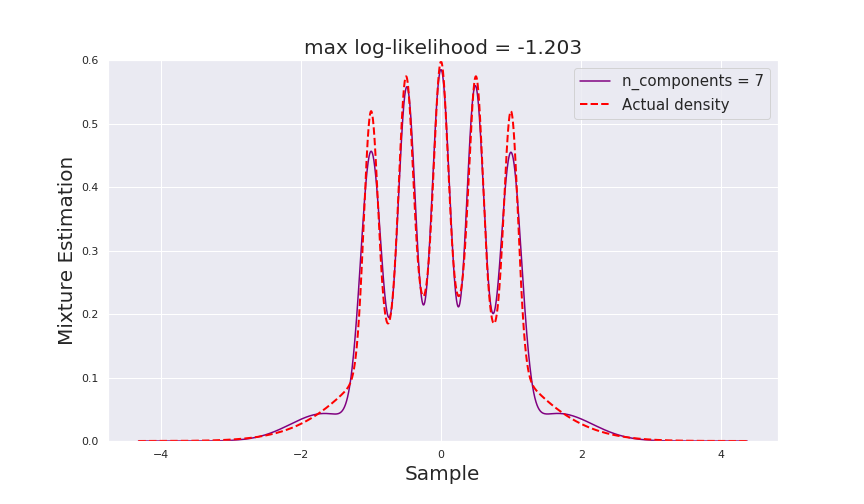 max log-likelihood = -1.203
n_components = 7
Actual density
0.6
0.5
0.4
0.3
0.2
0.1
0.0
Mixture Estimation
−4
−2
0
2
4
Sample